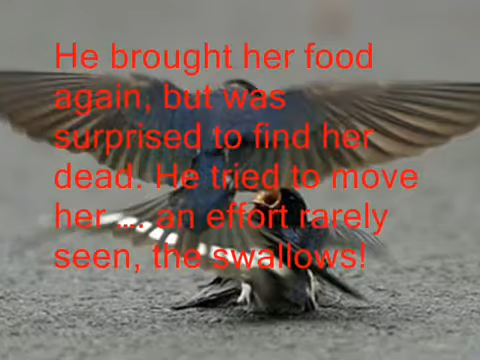 He brought her food
again, but was
surprised to find her
dead. He tried to move
her .... an effort rarely
seen, the swallows!